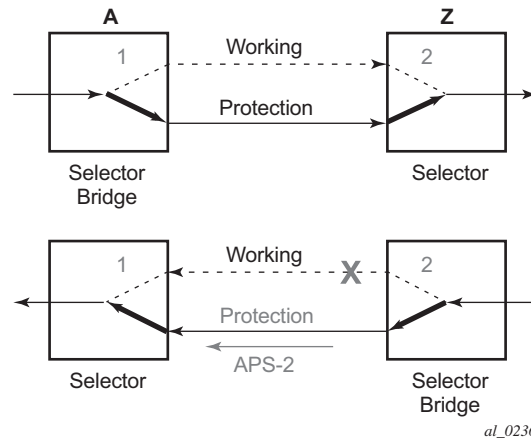 A Z
1 Working 2
Protection
Selector
Bridge
Selector
1 Working X 2
Protection
APS-2
Selector
Selector
Bridge